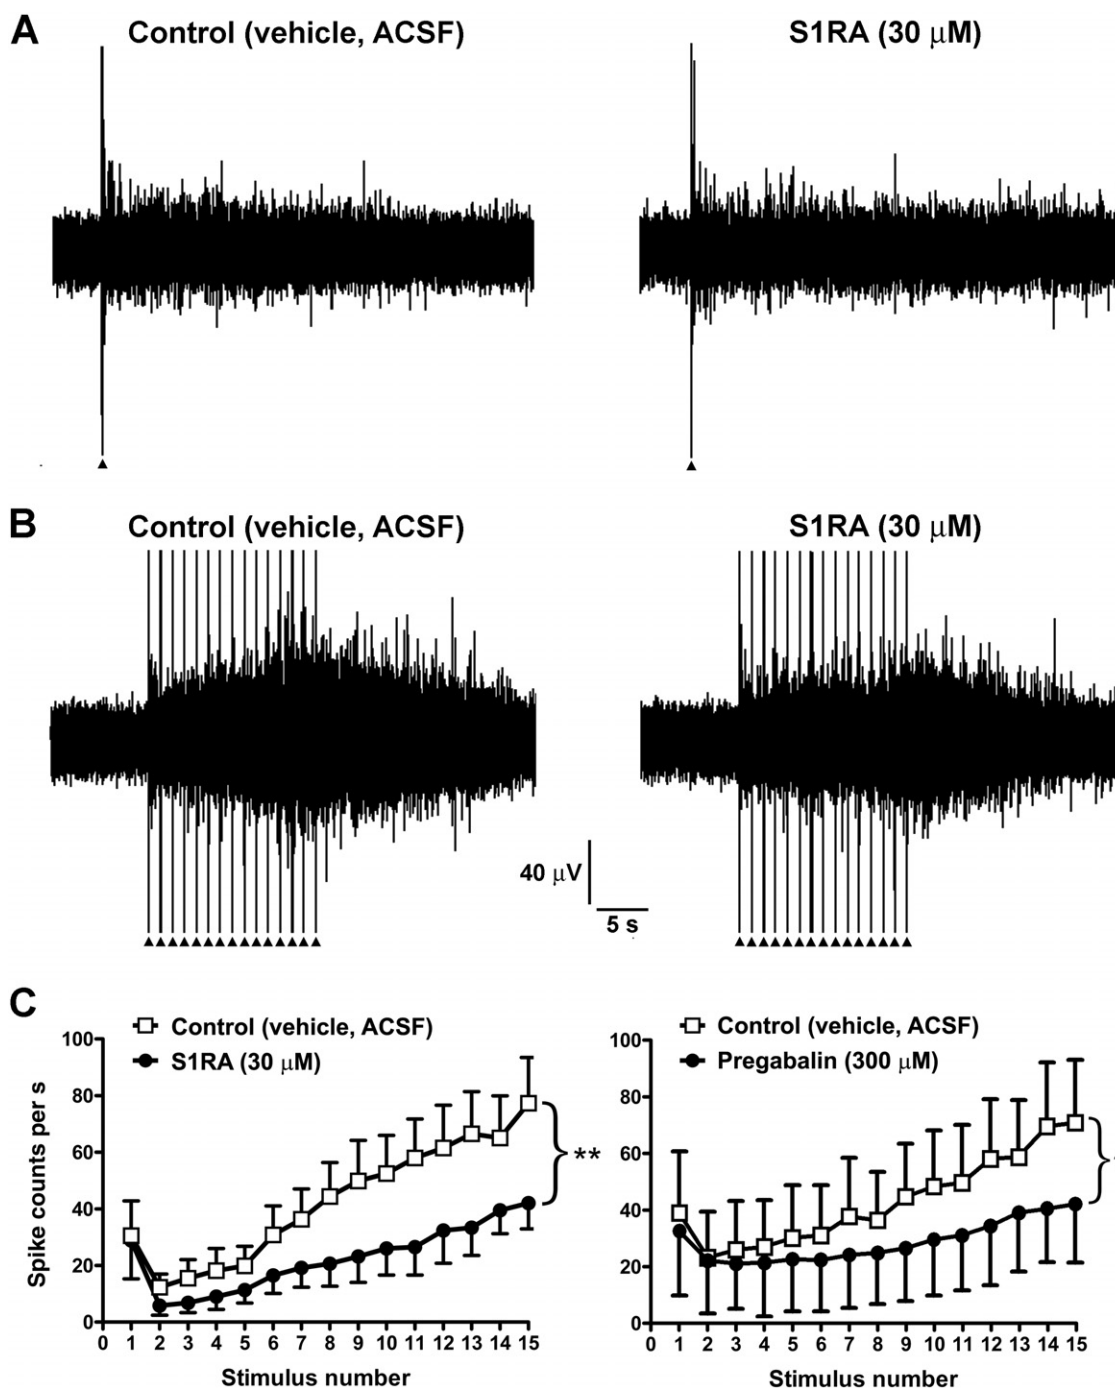 A
Control (vehicle, ACSF)
S1RA (30 μM)
B
Control (vehicle, ACSF)
S1RA (30 μM)
40 μV
5 s
C
Control (vehicle, ACSF)
S1RA (30 μM)
Spike counts per s
100
80
60
40
20
0
**
0 1 2 3 4 5 6 7 8 9 10 11 12 13 14 15
Stimulus number
Control (vehicle, ACSF)
Pregabalin (300 μM)
100
80
60
40
20
0
0 1 2 3 4 5 6 7 8 9 10 11 12 13 14 15
Stimulus number